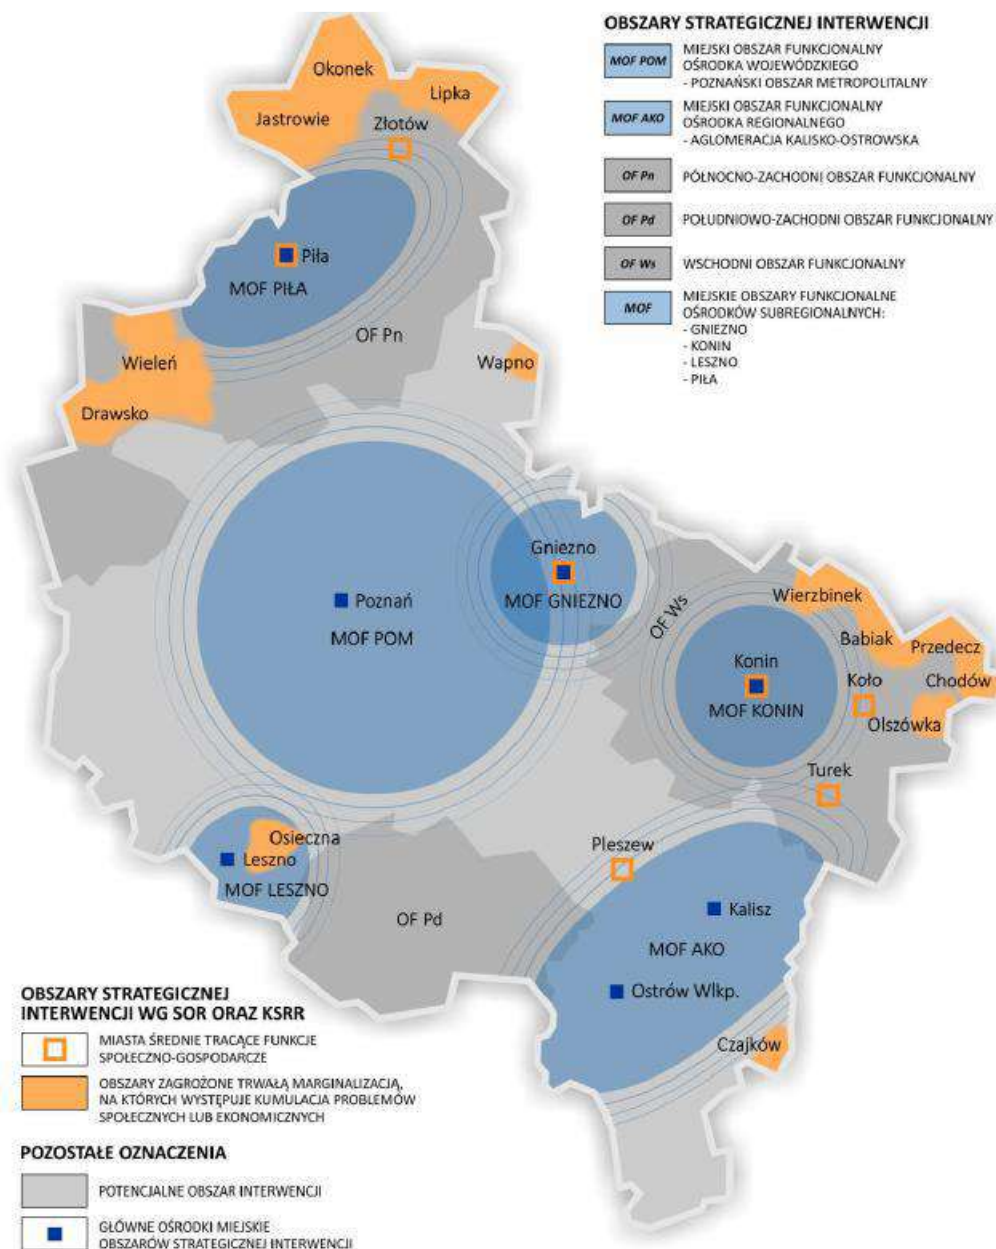 OBSZARY STRATEGICZNEJ INTERWENCJI
MOF POM
MIEJSKI OBSZAR FUNKCJONALNY
OŚRODKA WOJEWÓDZKIEGO
- POZNAŃSKI OBSZAR METROPOLITALNY
MOF AKO
MIEJSKI OBSZAR FUNKCJONALNY
OŚRODKA REGIONALNEGO
- AGLOMERACJA KALISKO-OSTROWSKA
OF Pn
PÓŁNOCNO-ZACHODNI OBSZAR FUNKCJONALNY
OF Pd
POŁUDNIOWO-ZACHODNI OBSZAR FUNKCJONALNY
OF Ws
WSCHODNI OBSZAR FUNKCJONALNY
MOF
MIEJSKIE OBSZARY FUNKCJONALNE
OŚRODKÓW SUBREGIONALNYCH:
- GNIEZNO
- KONIN
- LESZNO
- PIŁA
Okonek
Lipka
Jastrowie
Złotów
Piła
MOF PIŁA
OF Pn
Wapno
Wieleń
Drawsko
Gniezno
MOF GNIEZNO
Poznań
MOF POM
OF Ws
Wierzbinek
Babiak
Przedecz
Konin
Koło
Chodów
MOF KONIN
Olszówka
Turek
Osieczna
Leszno
MOF LESZNO
Pleszew
OF Pd
Kalisz
MOF AKO
Ostrów Wlkp.
Czajków
OBSZARY STRATEGICZNEJ
INTERWENCJI WG SOR ORAZ KSRR
MIASTA ŚREDNIE TRACĄCE FUNKCJE
SPOŁECZNO-GOSPODARCZE
OBSZARY ZAGROŻONE TRWAŁĄ MARGINALIZACJĄ,
NA KTÓRYCH WYSTĘPUJE KUMULACJA PROBLEMÓW
SPOŁECZNYCH LUB EKONOMICZNYCH
POZOSTAŁE OZNACZENIA
POTENCJALNE OBSZAR INTERWENCJI
GŁÓWNE OŚRODKI MIEJSKIE
OBSZARÓW STRATEGICZNEJ INTERWENCJI